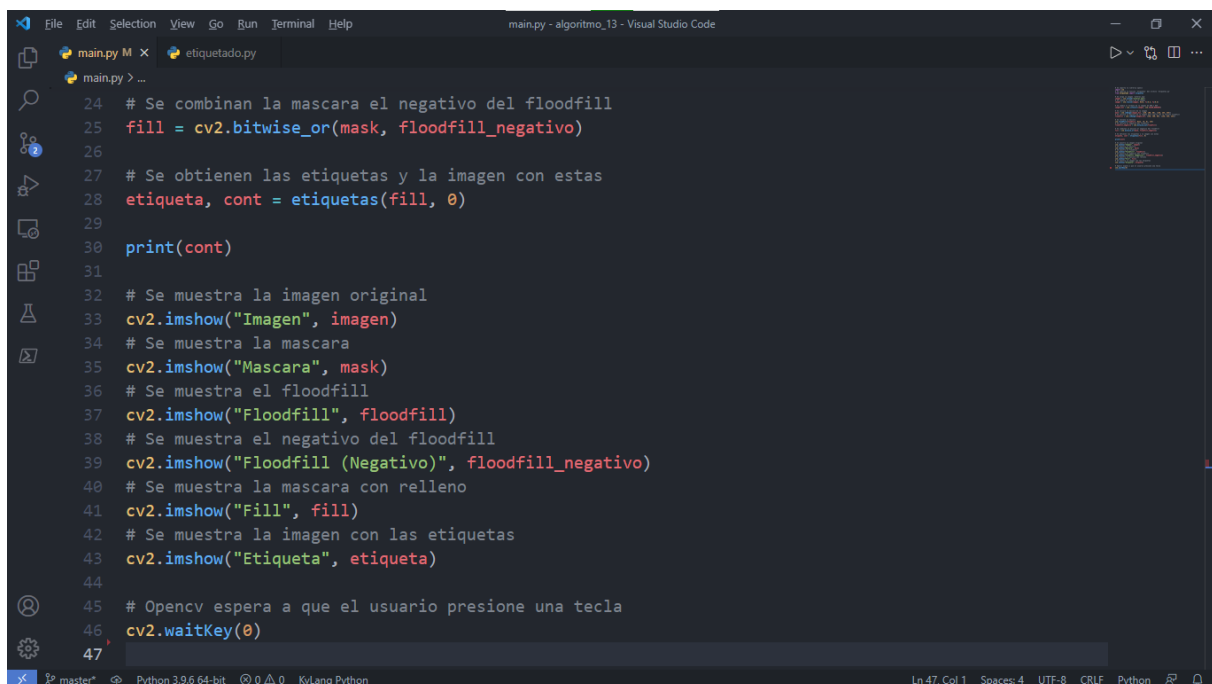 File Edit Selection View Go Run Terminal Help main.py - algoritmo_13 - Visual Studio Code
main.py M etiquetado.py
main.py > ...
24 # Se combinan la mascara el negativo del floodfill
25 fill = cv2.bitwise_or(mask, floodfill_negativo)
26
27 # Se obtienen las etiquetas y la imagen con estas
28 etiqueta, cont = etiquetas(fill, 0)
29
30 print(cont)
31
32 # Se muestra la imagen original
33 cv2.imshow("Imagen", imagen)
34 # Se muestra la mascara
35 cv2.imshow("Mascara", mask)
36 # Se muestra el floodfill
37 cv2.imshow("Floodfill", floodfill)
38 # Se muestra el negativo del floodfill
39 cv2.imshow("Floodfill (Negativo)", floodfill_negativo)
40 # Se muestra la mascara con relleno
41 cv2.imshow("Fill", fill)
42 # Se muestra la imagen con las etiquetas
43 cv2.imshow("Etiqueta", etiqueta)
44
45 # Opencv espera a que el usuario presione una tecla
46 cv2.waitKey(0)
47
2
master* Python 3.9.6 64-bit 0 0 KyLang Python Ln 47, Col 1 Spaces: 4 UTF-8 CRLF Python